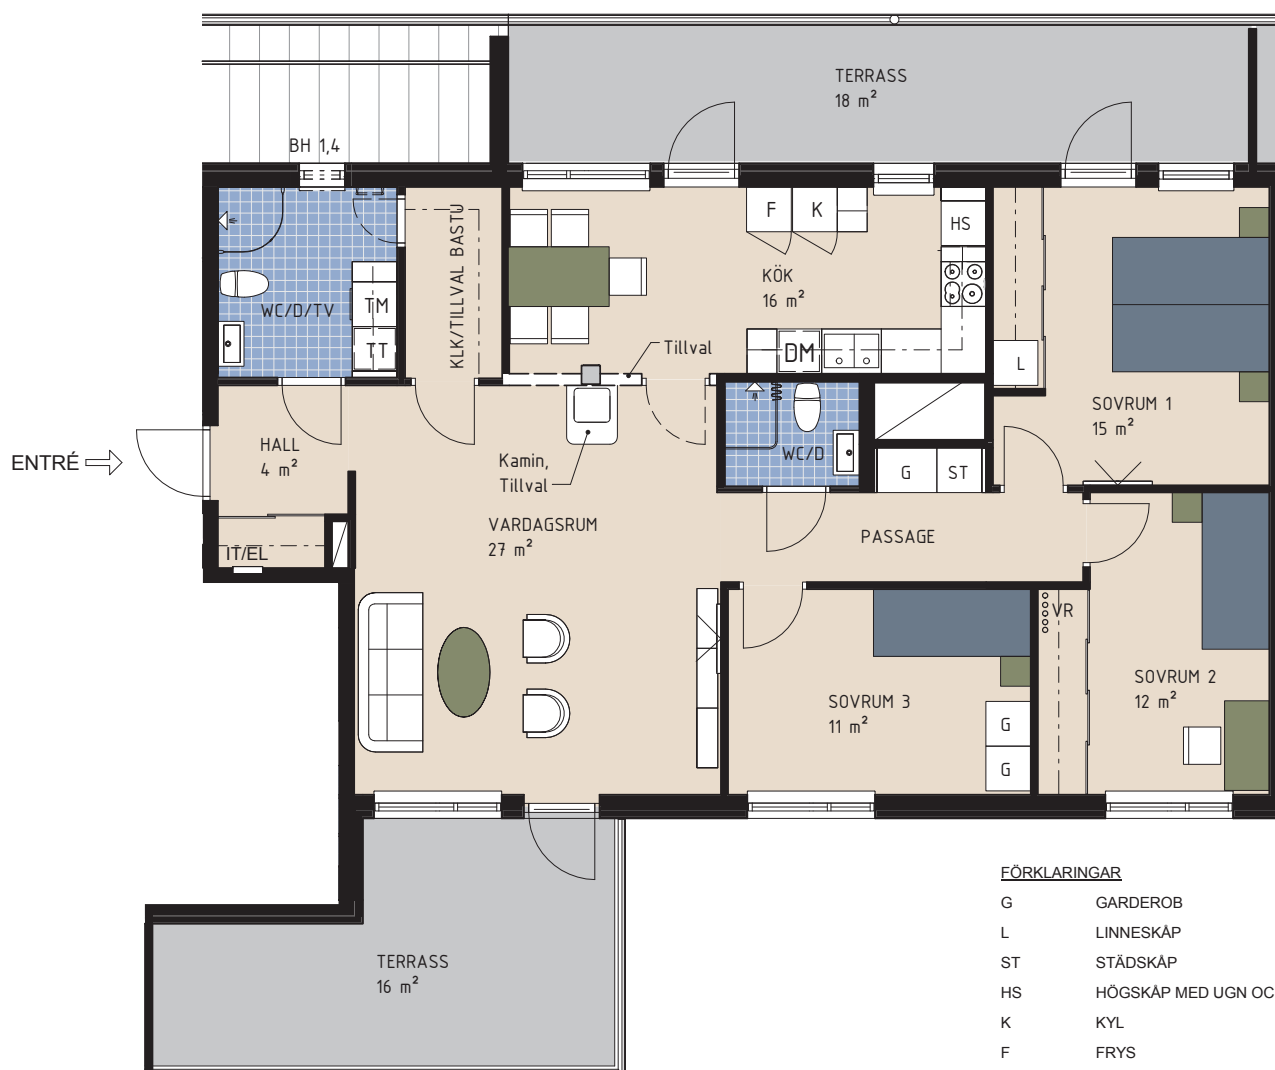 TERRASS
18 m²
BH 1,4
WC/D/TV
TM
TT
KLK/TILLVAL BASTU
F
K
HS
KÖK
16 m²
DM
Tillval
L
SOVRUM 1
15 m²
ENTRÉ
HALL
4 m²
Kamin,
Tillval
WC/D
G
ST
IT/EL
VARDAGSRUM
27 m²
PASSAGE
VR
SOVRUM 2
12 m²
SOVRUM 3
11 m²
G
G
TERRASS
16 m²
FÖRKLARINGAR
G GARDEROB
L LINNESKÅP
ST STÄDSKÅP
HS HÖGSKÅP MED UGN OC
K KYL
F FRYS